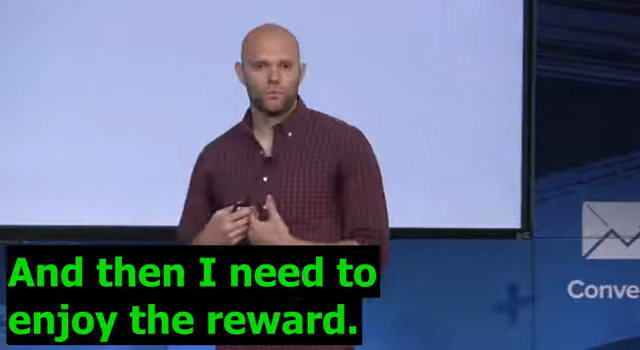 And then I need to
enjoy the reward.
Conve